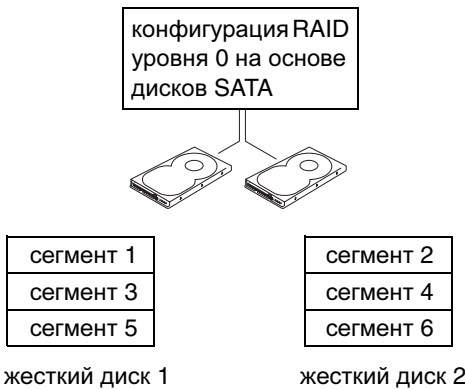 конфигурация RAID
уровня 0 на основе
дисков SATA
сегмент 1
сегмент 2
сегмент 3
сегмент 4
сегмент 5
сегмент 6
жесткий диск 1
жесткий диск 2